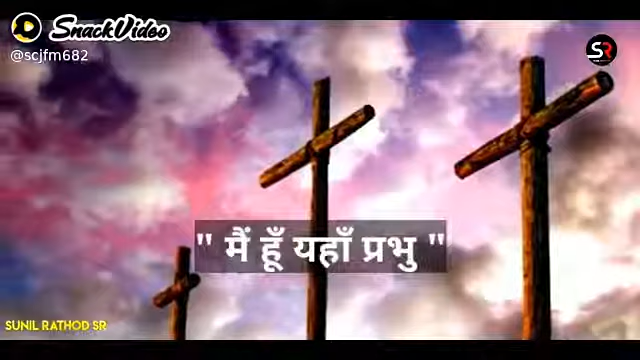 SnackVideo
@scjfm682
SR
" मैं हूँ यहाँ प्रभु "
SUNIL RATHOD SR